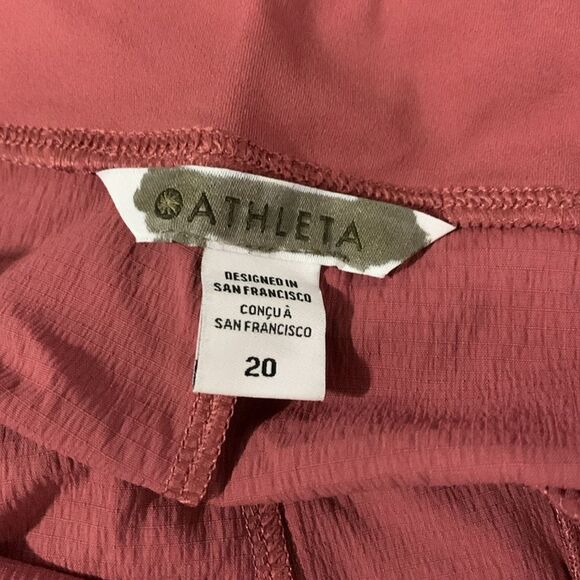 ATHLETA
DESIGNED IN
SAN FRANCISCO
CONÇU À
SAN FRANCISCO
20